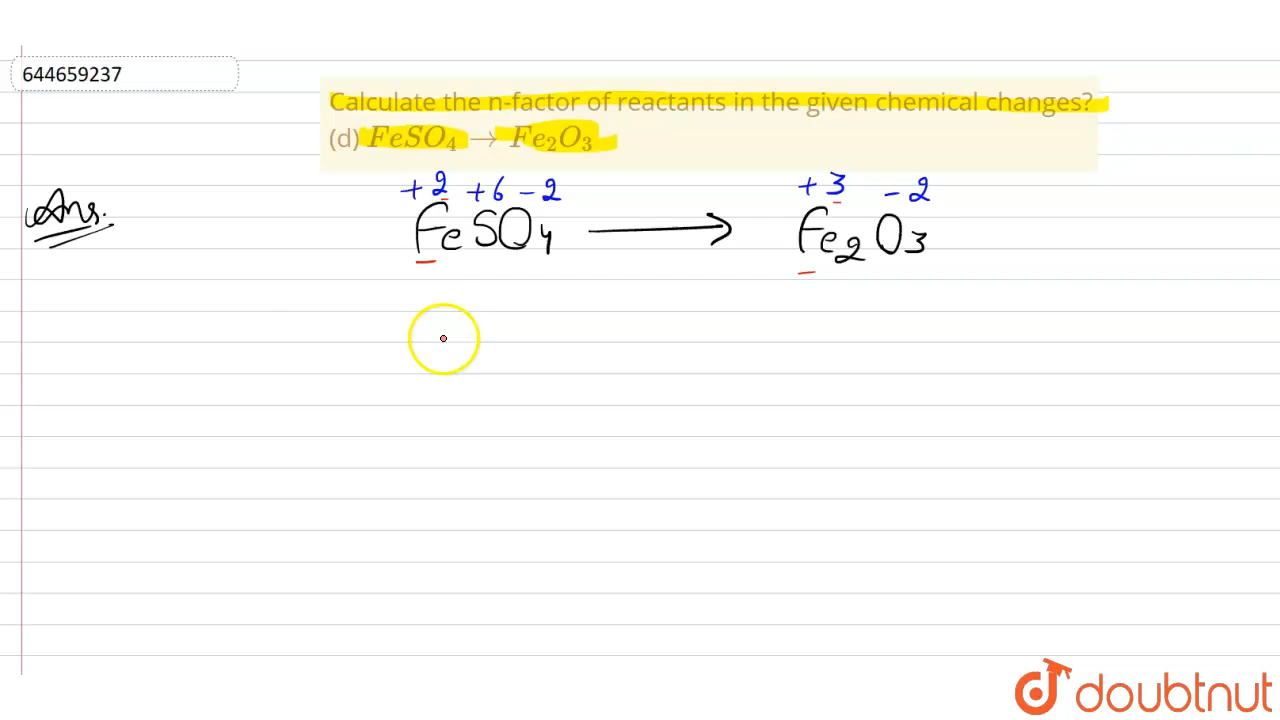 644659237
Calculate the n-factor of reactants in the given chemical changes?
(d) FeSO₄ → Fe₂O₃
Ans.
+2 +6 -2 +3 -2
FeSO₄ → Fe₂O₃
doubtnut